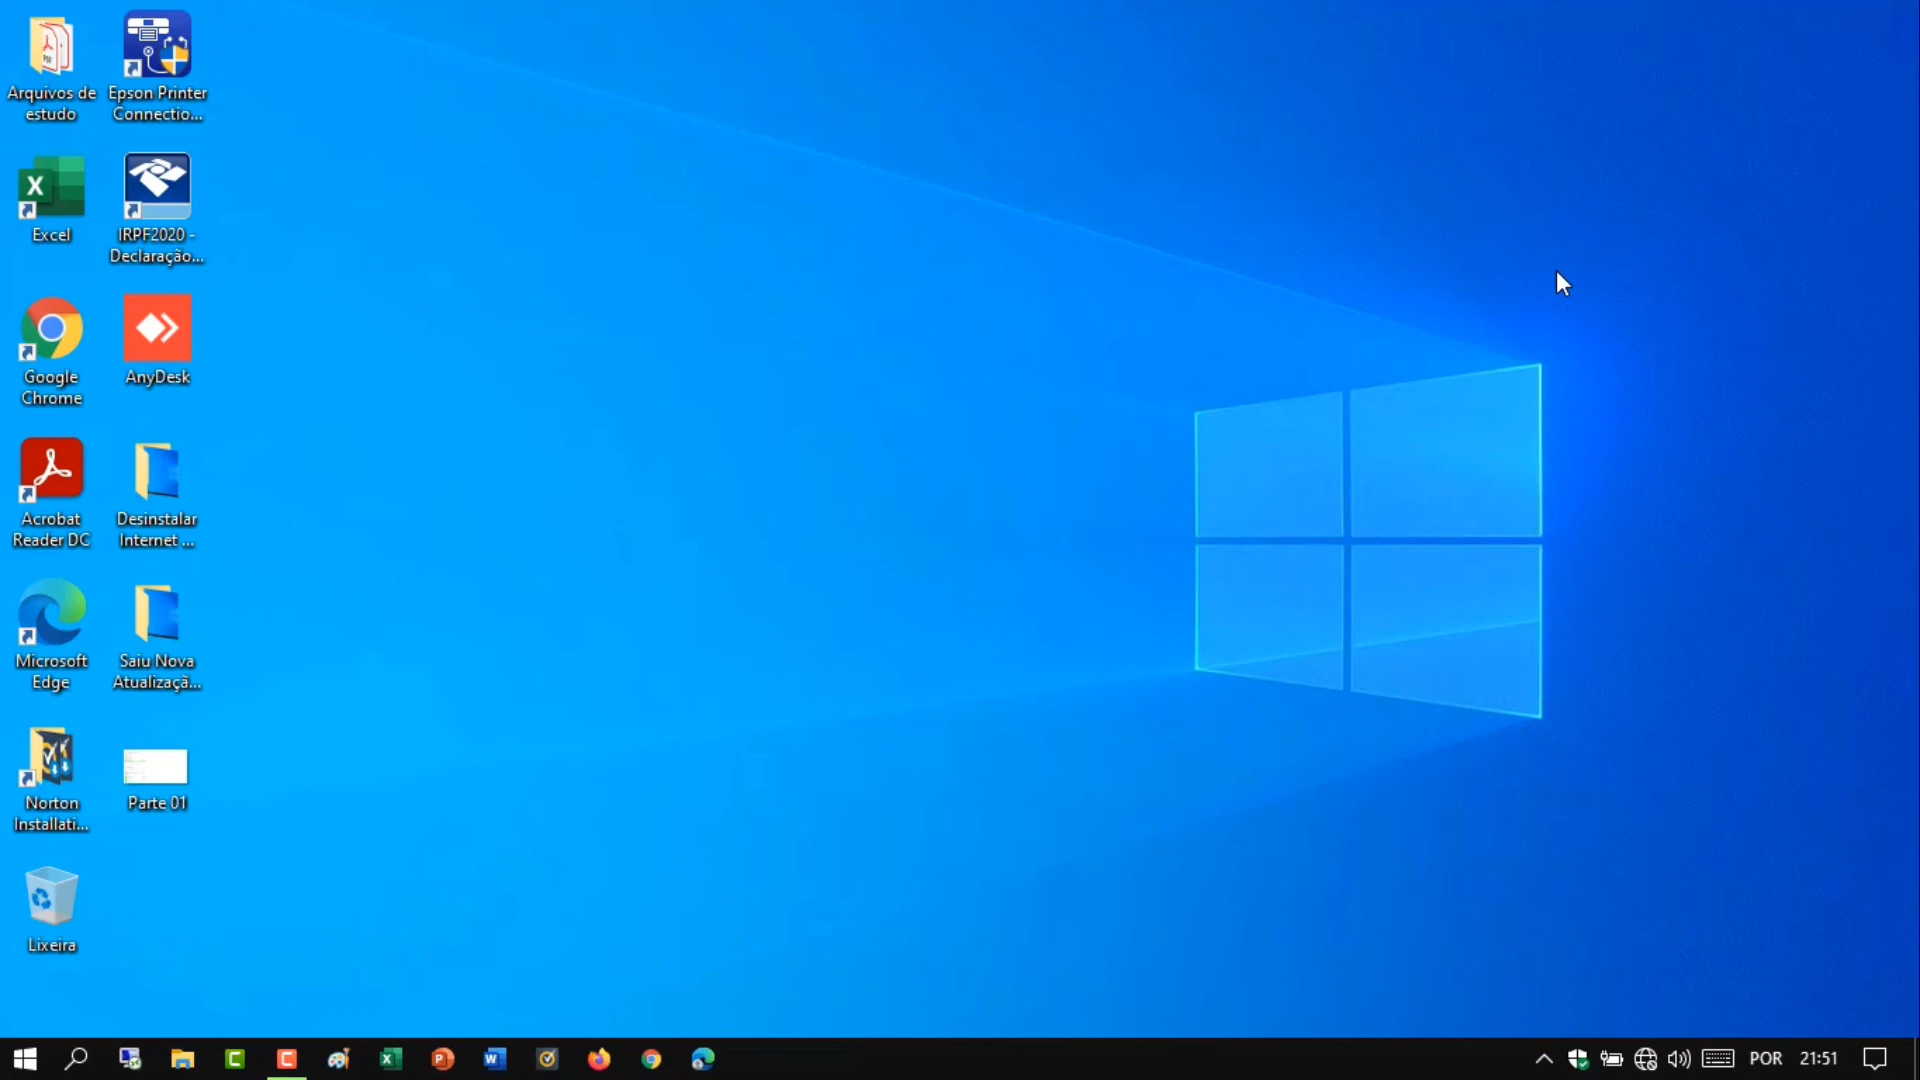 Arquivos de
estudo
Epson Printer
Connectio...
Excel
IRPF2020 -
Declaração...
Google
Chrome
AnyDesk
Acrobat
Reader DC
Desinstalar
Internet ...
Microsoft
Edge
Saiu Nova
Atualizaçã...
Norton
Installati...
Parte 01
Lixeira
POR
21:51